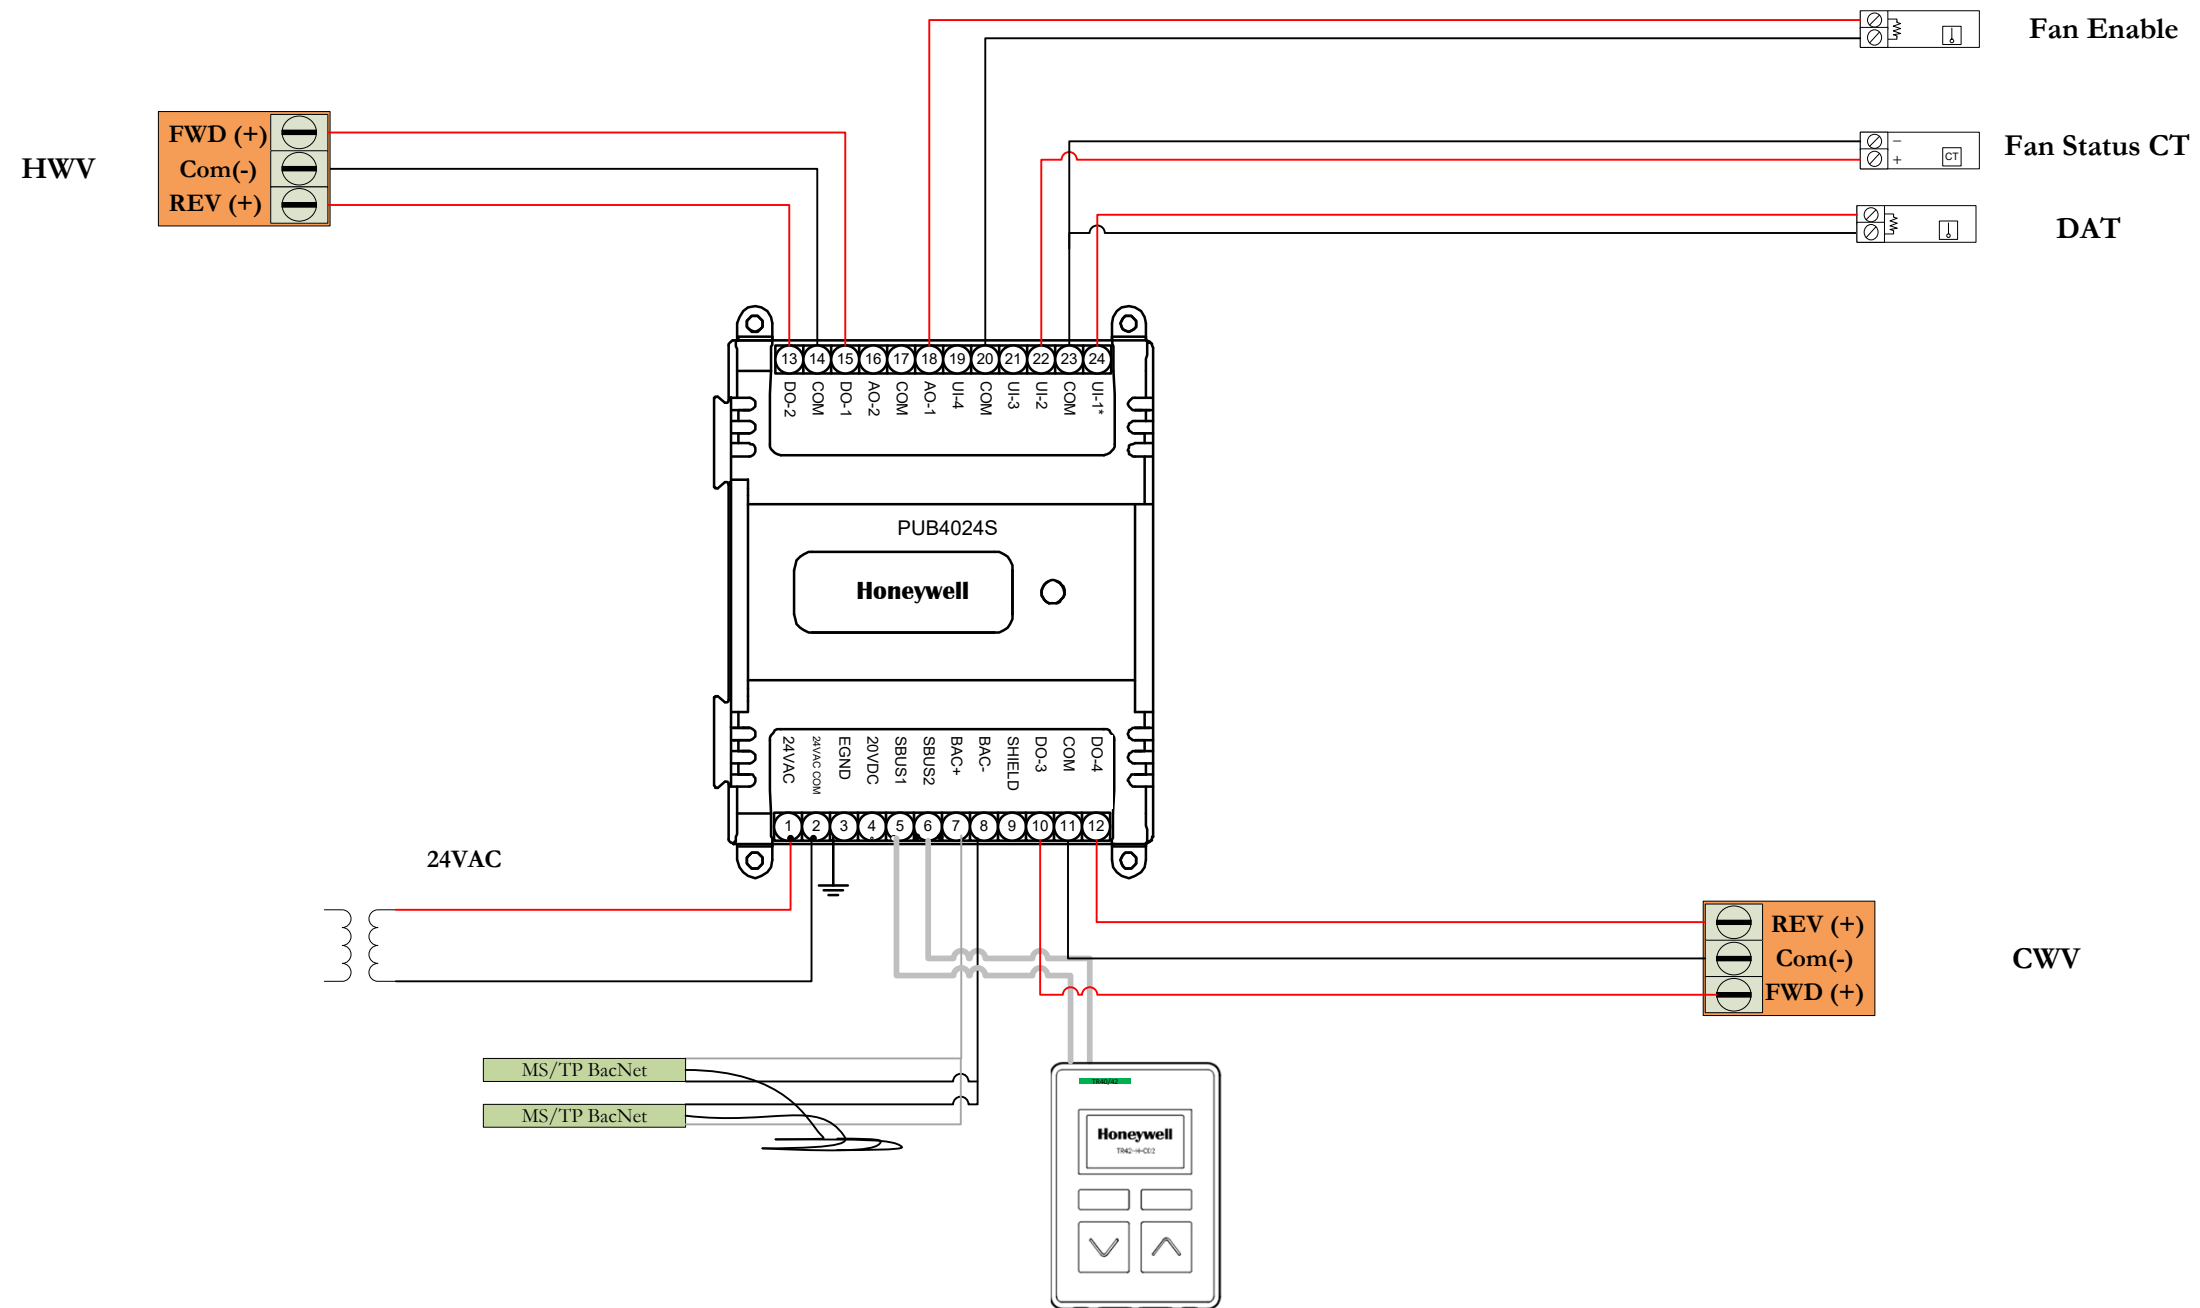 Fan Enable
FWD (+)
Com(-)
REV (+)
HWV
− CT
+
Fan Status CT
DAT
13 14 15 16 17 18 19 20 21 22 23 24
DO-2 COM DO-1 AO-2 COM AO-1 UI-4 COM UI-3 UI-2 COM UI-1*
PUB4024S
Honeywell
24VAC 24VAC COM EGND 20VDC SBUS1 SBUS2 BAC+ BAC- SHIELD DO-3 COM DO-4
1 2 3 4 5 6 7 8 9 10 11 12
24VAC
REV (+)
Com(-)
FWD (+)
CWV
MS/TP BacNet
MS/TP BacNet
TR40/42
Honeywell
TR42-H-CO2